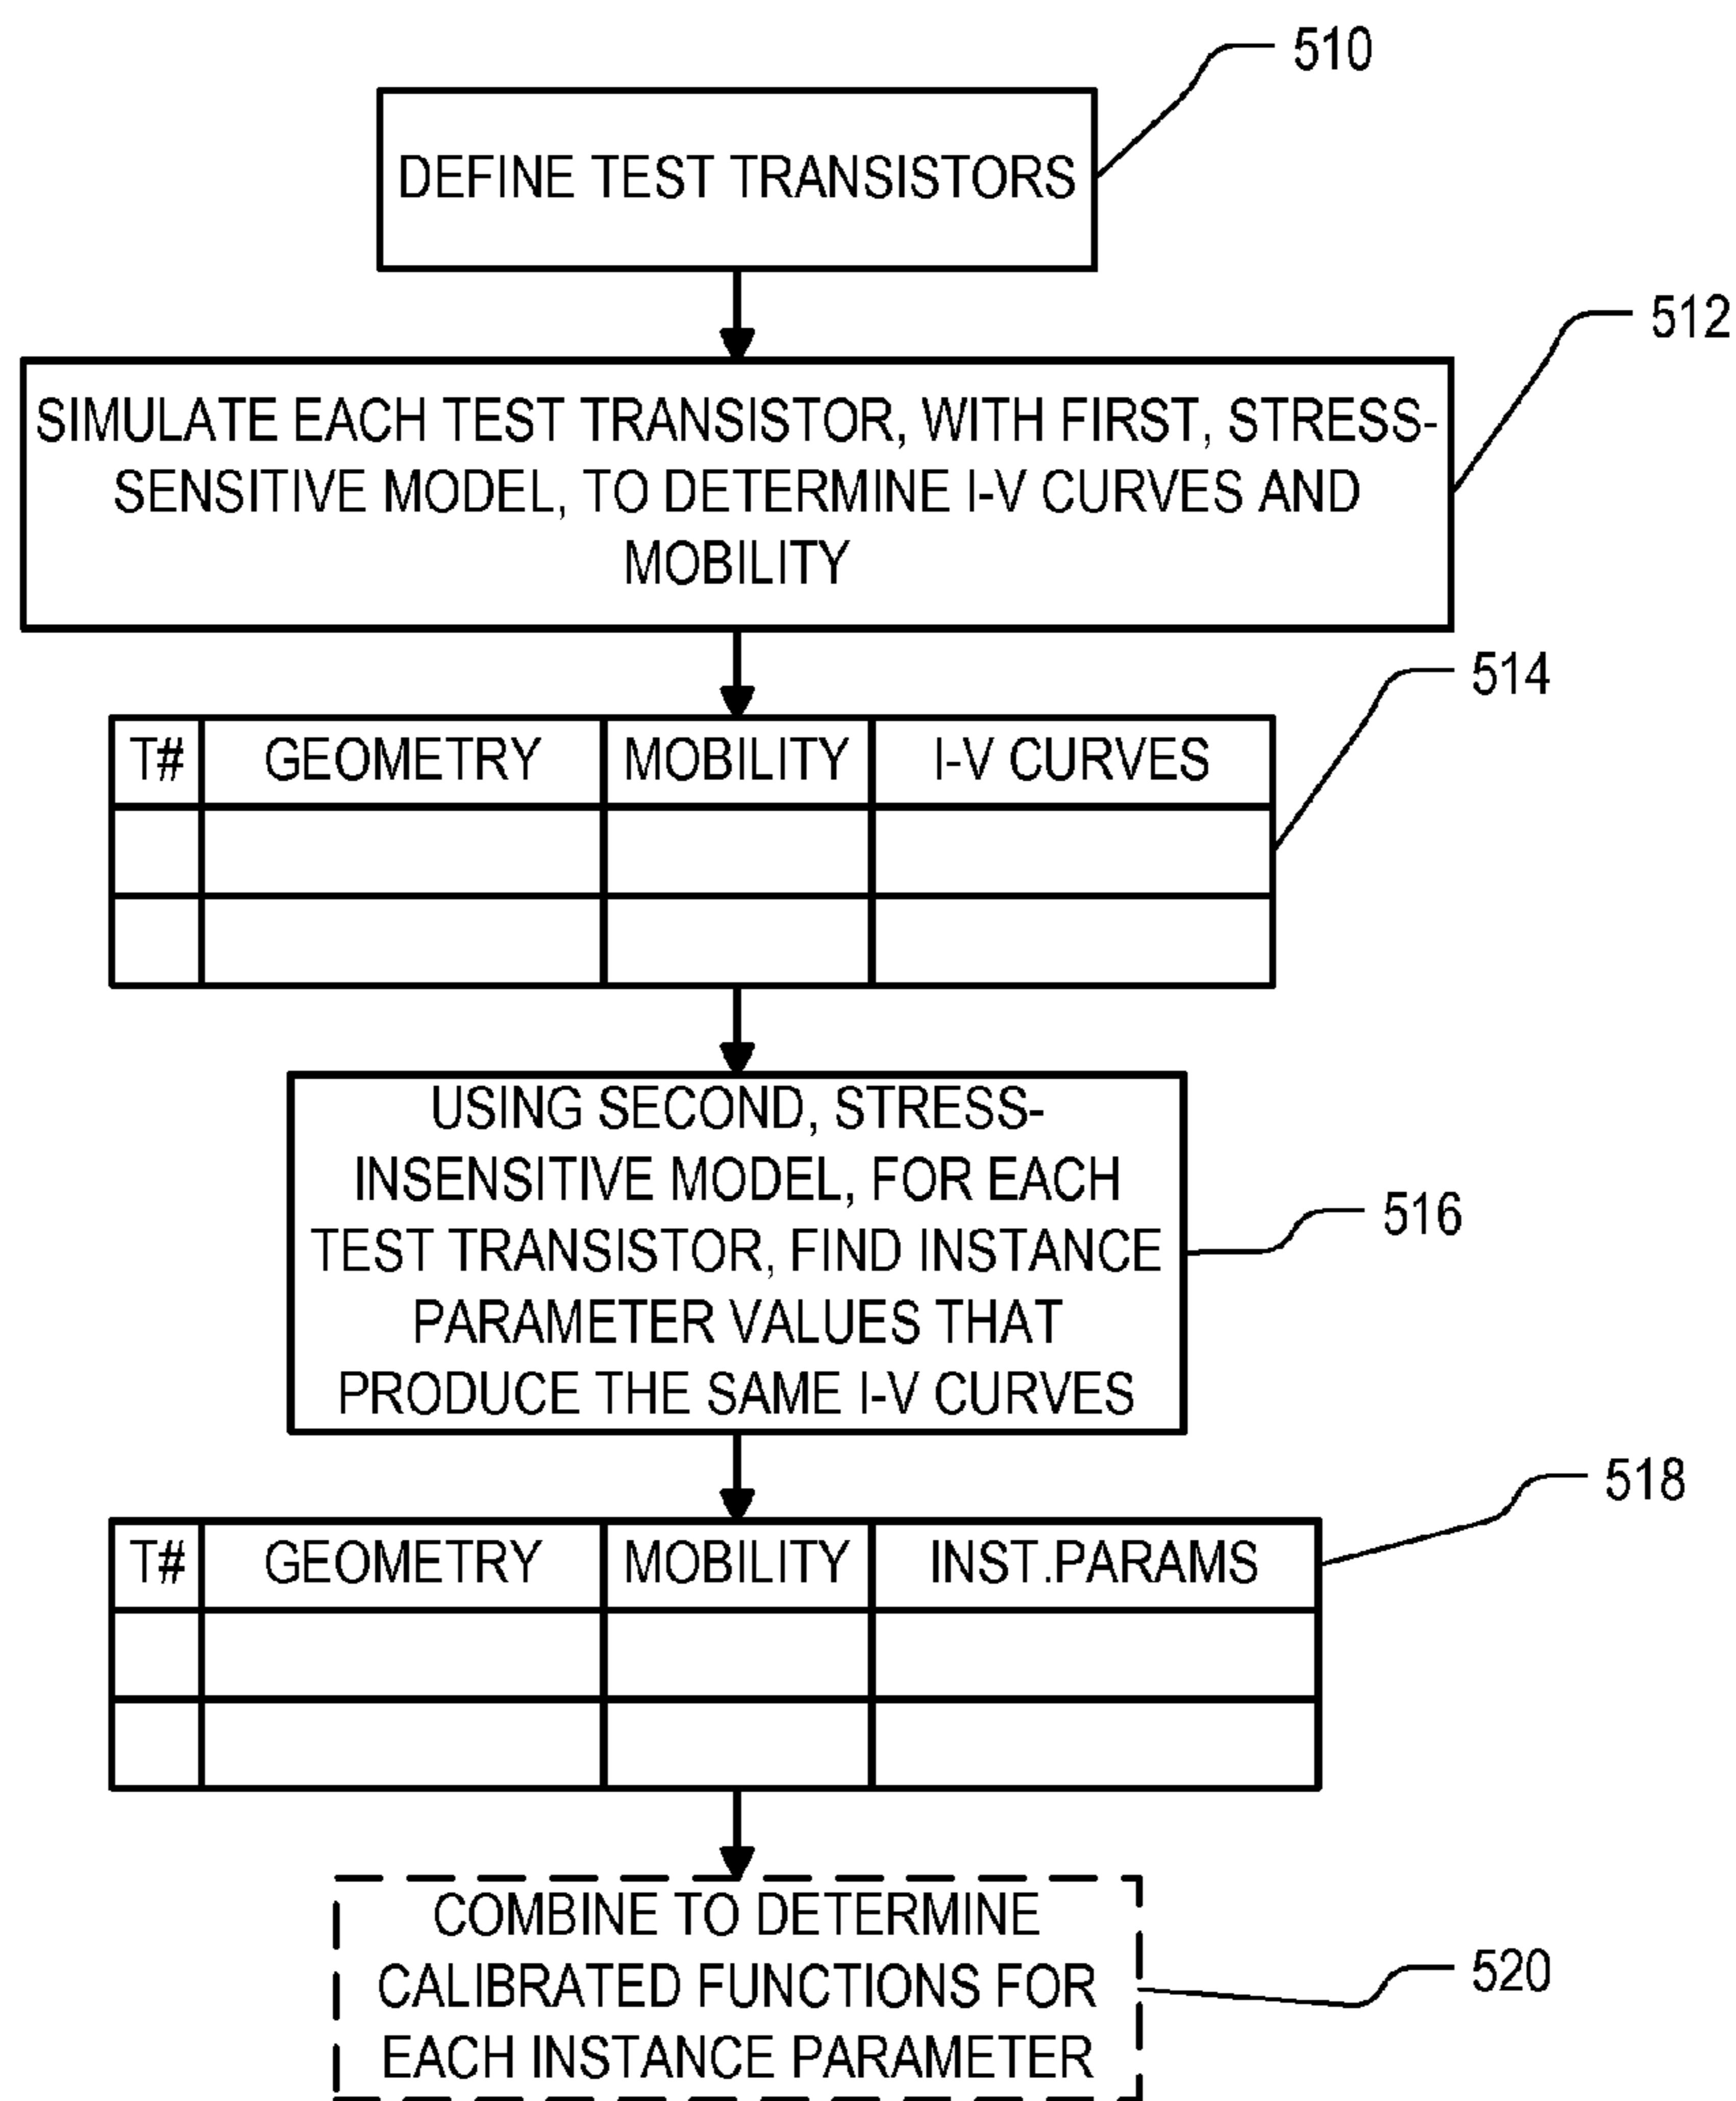 510
DEFINE TEST TRANSISTORS
512
SIMULATE EACH TEST TRANSISTOR, WITH FIRST, STRESS-
SENSITIVE MODEL, TO DETERMINE I-V CURVES AND
MOBILITY
514
T# GEOMETRY MOBILITY I-V CURVES
USING SECOND, STRESS-
INSENSITIVE MODEL, FOR EACH
TEST TRANSISTOR, FIND INSTANCE
PARAMETER VALUES THAT
PRODUCE THE SAME I-V CURVES
516
518
T# GEOMETRY MOBILITY INST.PARAMS
COMBINE TO DETERMINE
CALIBRATED FUNCTIONS FOR
EACH INSTANCE PARAMETER
520